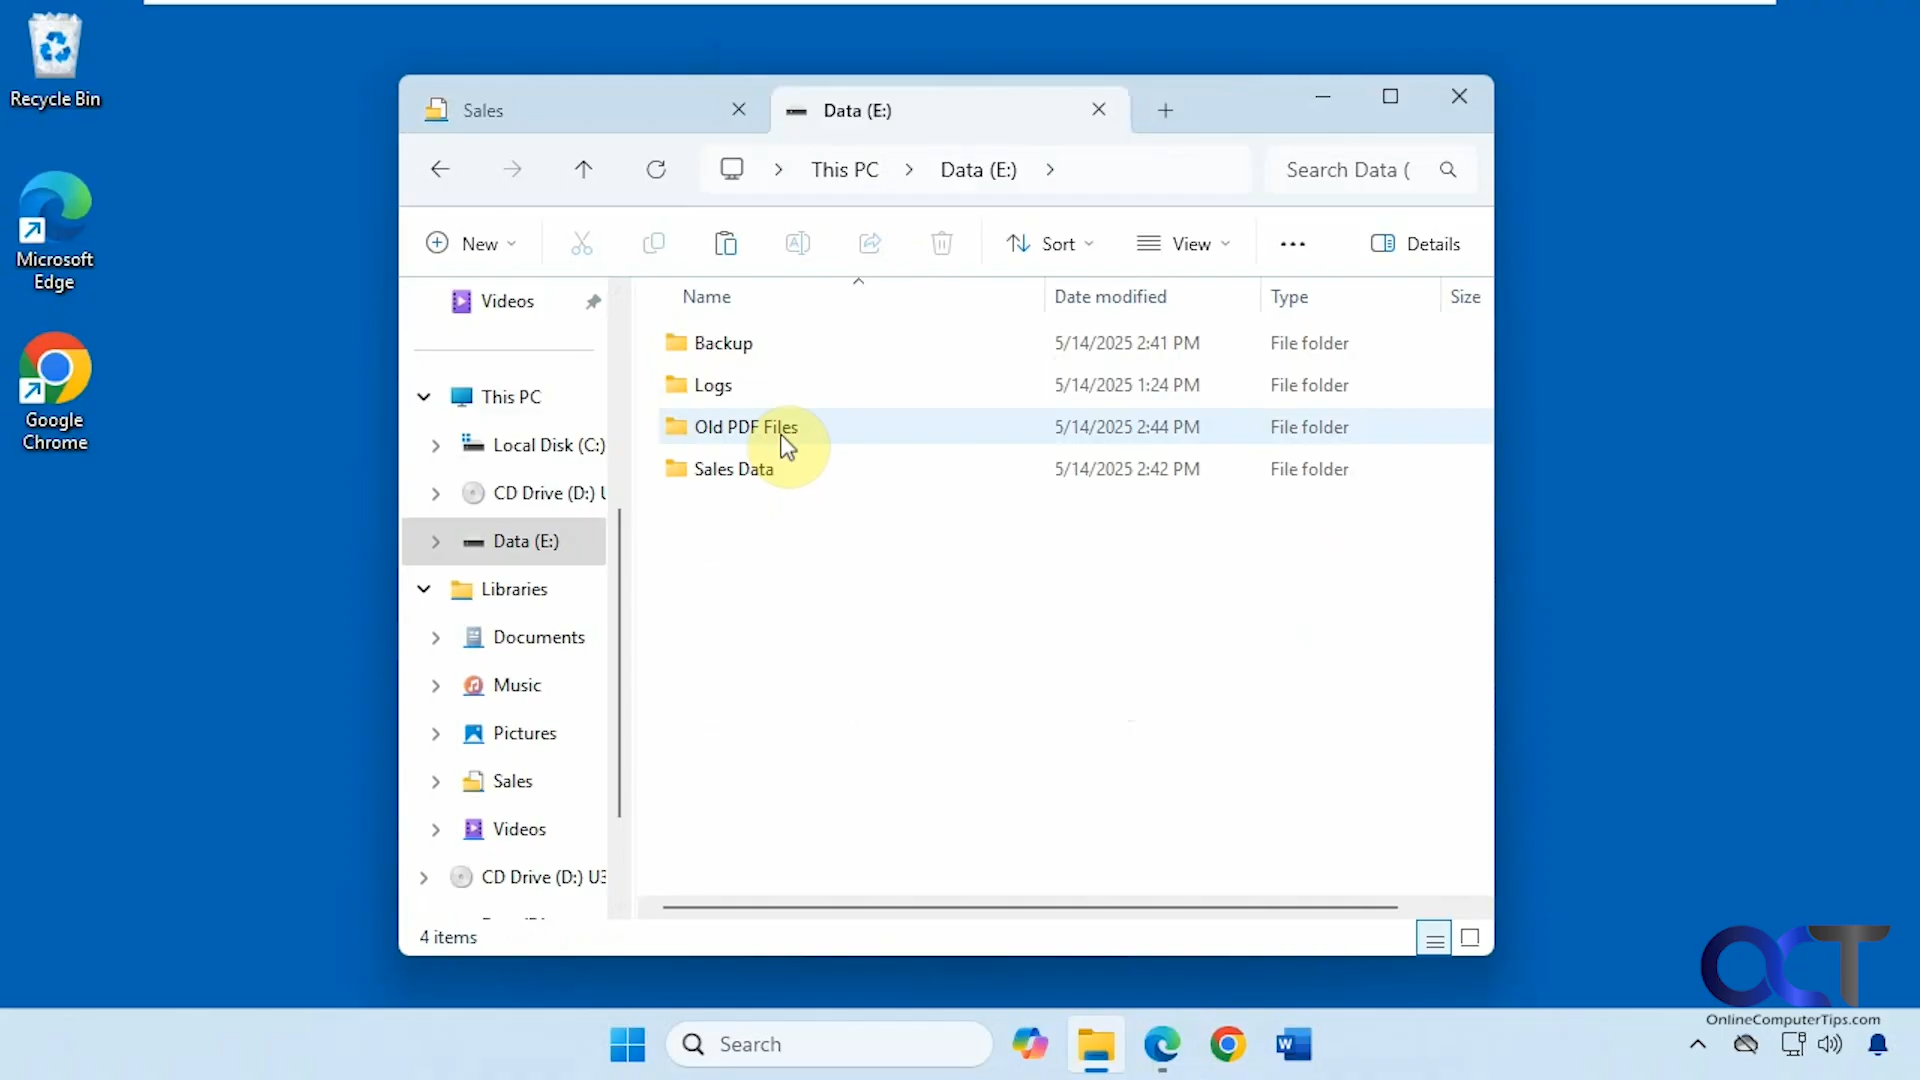 Recycle Bin
Microsoft
Edge
Google
Chrome
Sales
Data (E:)
This PC
Data (E:)
Search Data (
New
Sort
View
Details
Name
Date modified
Type
Size
Backup
5/14/2025 2:41 PM
File folder
Logs
5/14/2025 1:24 PM
File folder
Old PDF Files
5/14/2025 2:44 PM
File folder
Sales Data
5/14/2025 2:42 PM
File folder
Videos
This PC
Local Disk (C:)
CD Drive (D:) U
Data (E:)
Libraries
Documents
Music
Pictures
Sales
Videos
CD Drive (D:) U3
4 items
OCT
OnlineComputerTips.com
Search